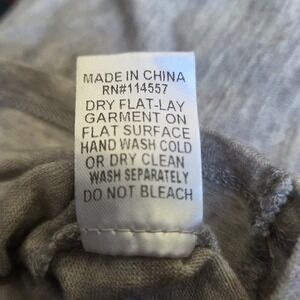 MADE IN CHINA
RN#114557
DRY FLAT-LAY
GARMENT ON
FLAT SURFACE
HAND WASH COLD
OR DRY CLEAN
WASH SEPARATELY
DO NOT BLEACH